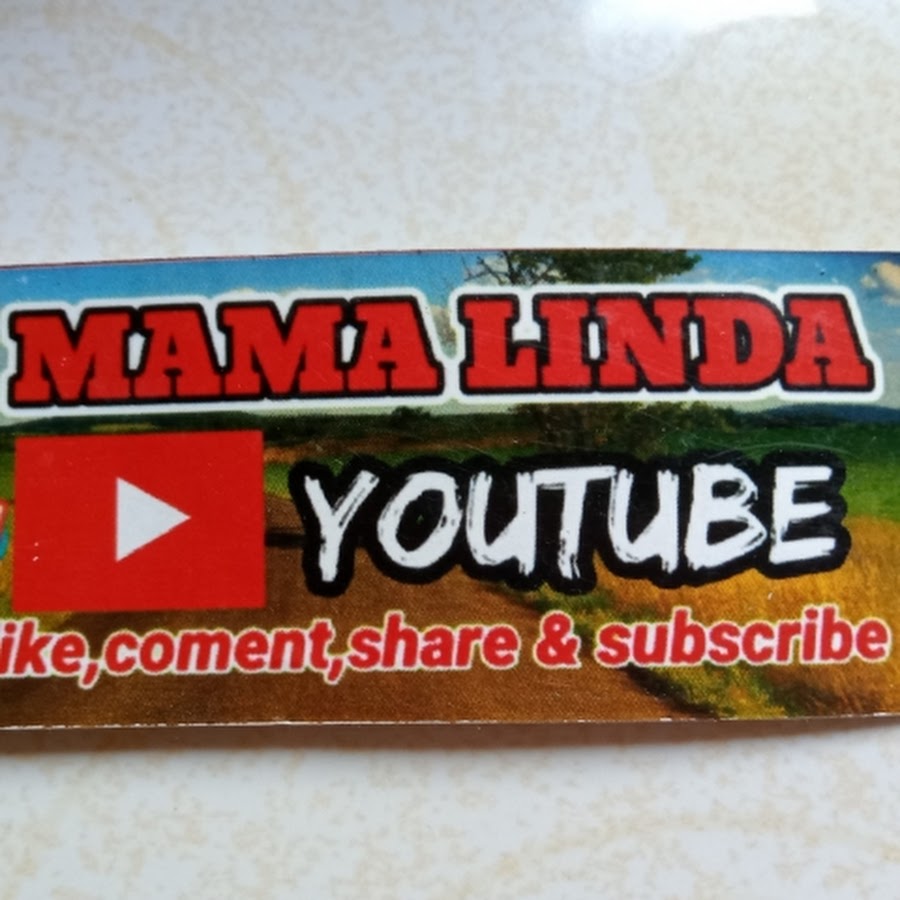 MAMA LINDA
YOUTUBE
ike,coment,share & subscribe